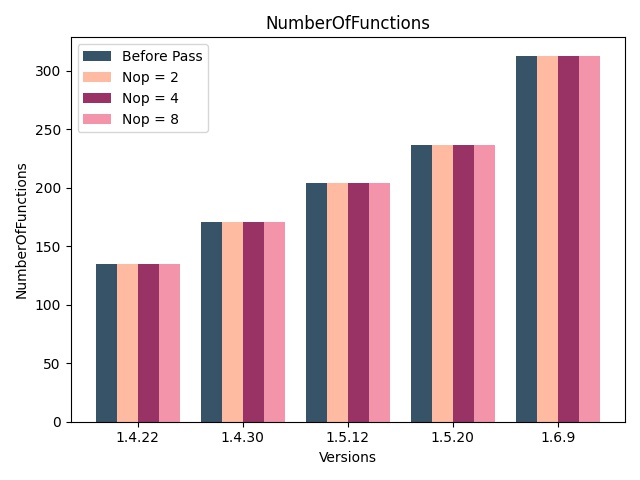 NumberOfFunctions
Before Pass
Nop = 2
Nop = 4
Nop = 8
NumberOfFunctions
300
250
200
150
100
50
0
1.4.22 1.4.30 1.5.12 1.5.20 1.6.9
Versions